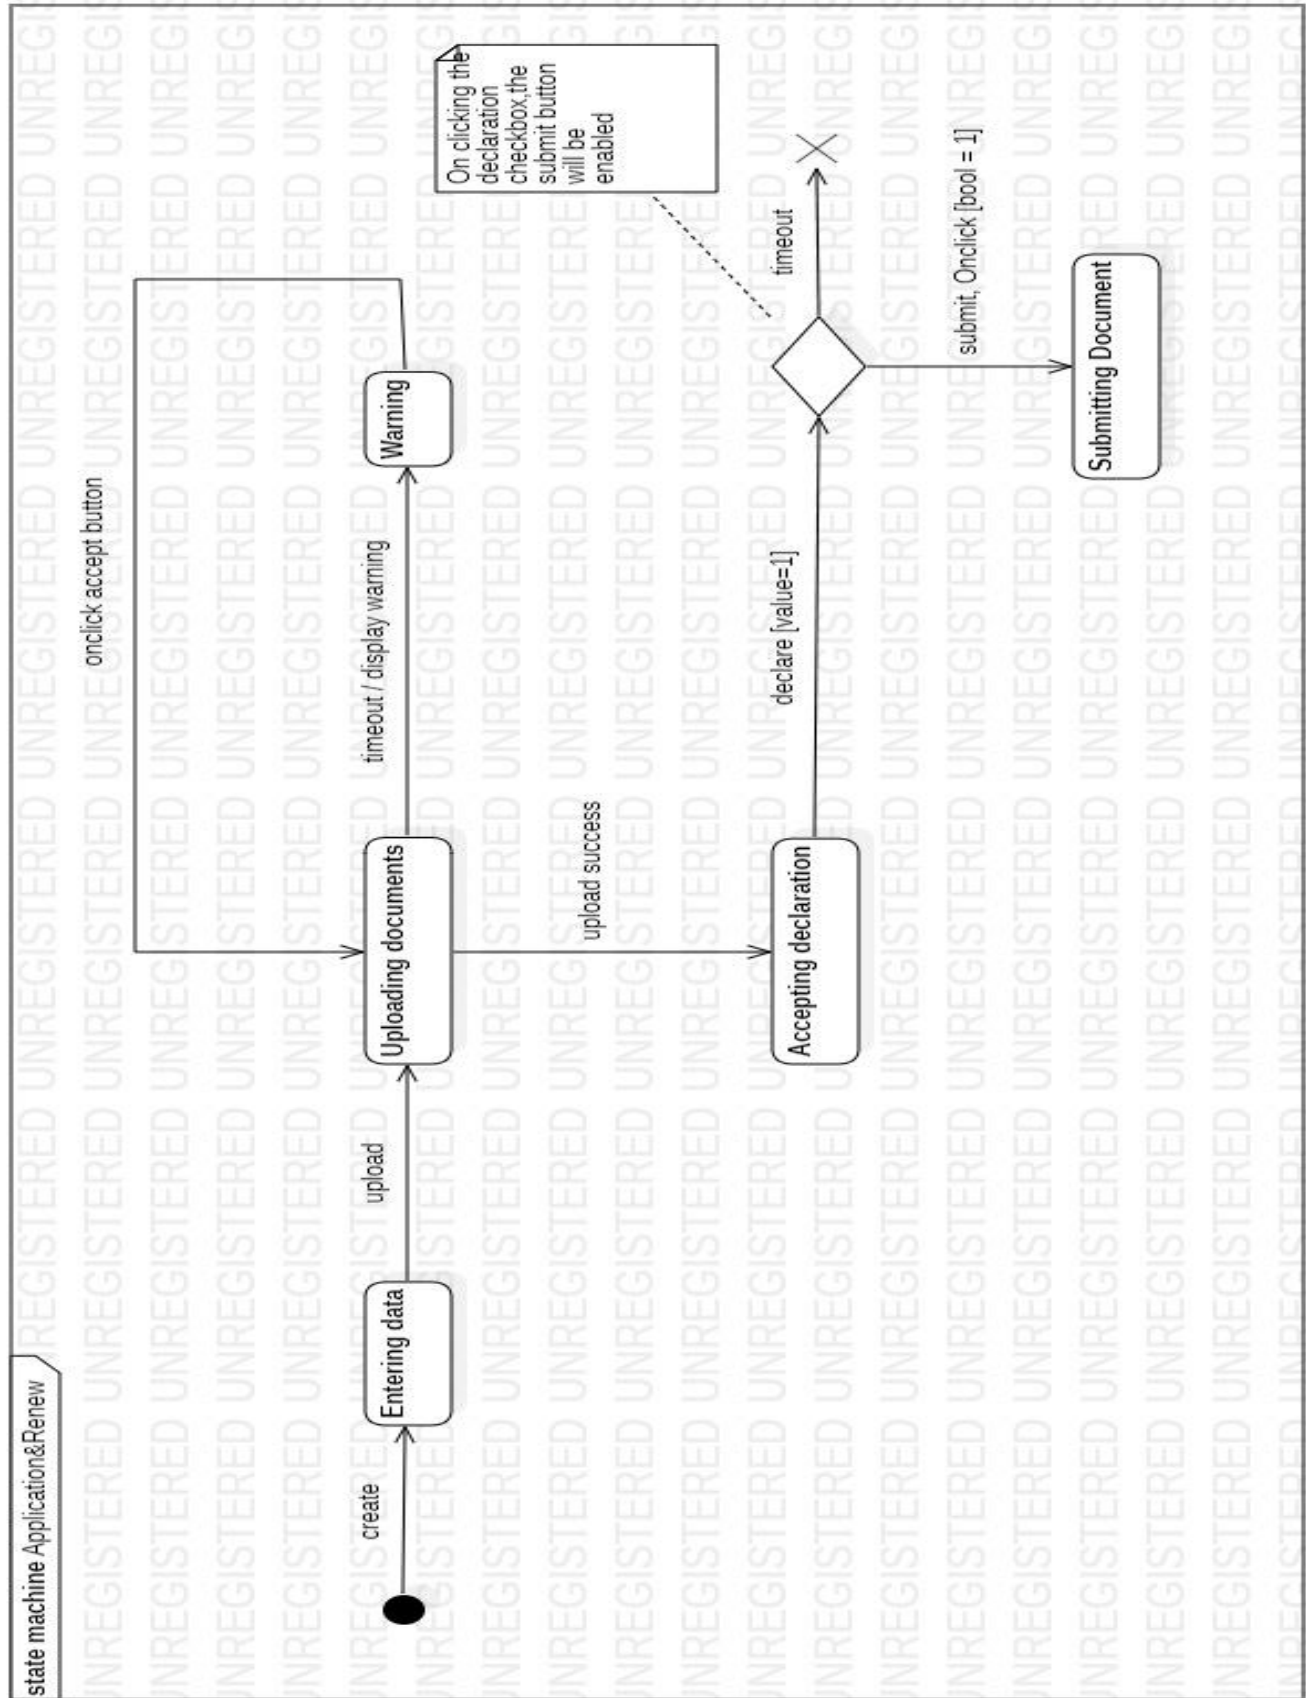 state machine Application&Renew
create
upload
timeout / display warning
onclick accept button
Entering data
Uploading documents
Warning
On clicking the
declaration
checkbox,the
submit button
will be
enabled
upload success
declare [value=1]
timeout
Accepting declaration
submit, Onclick [bool = 1]
Submitting Document
UNREGISTERED